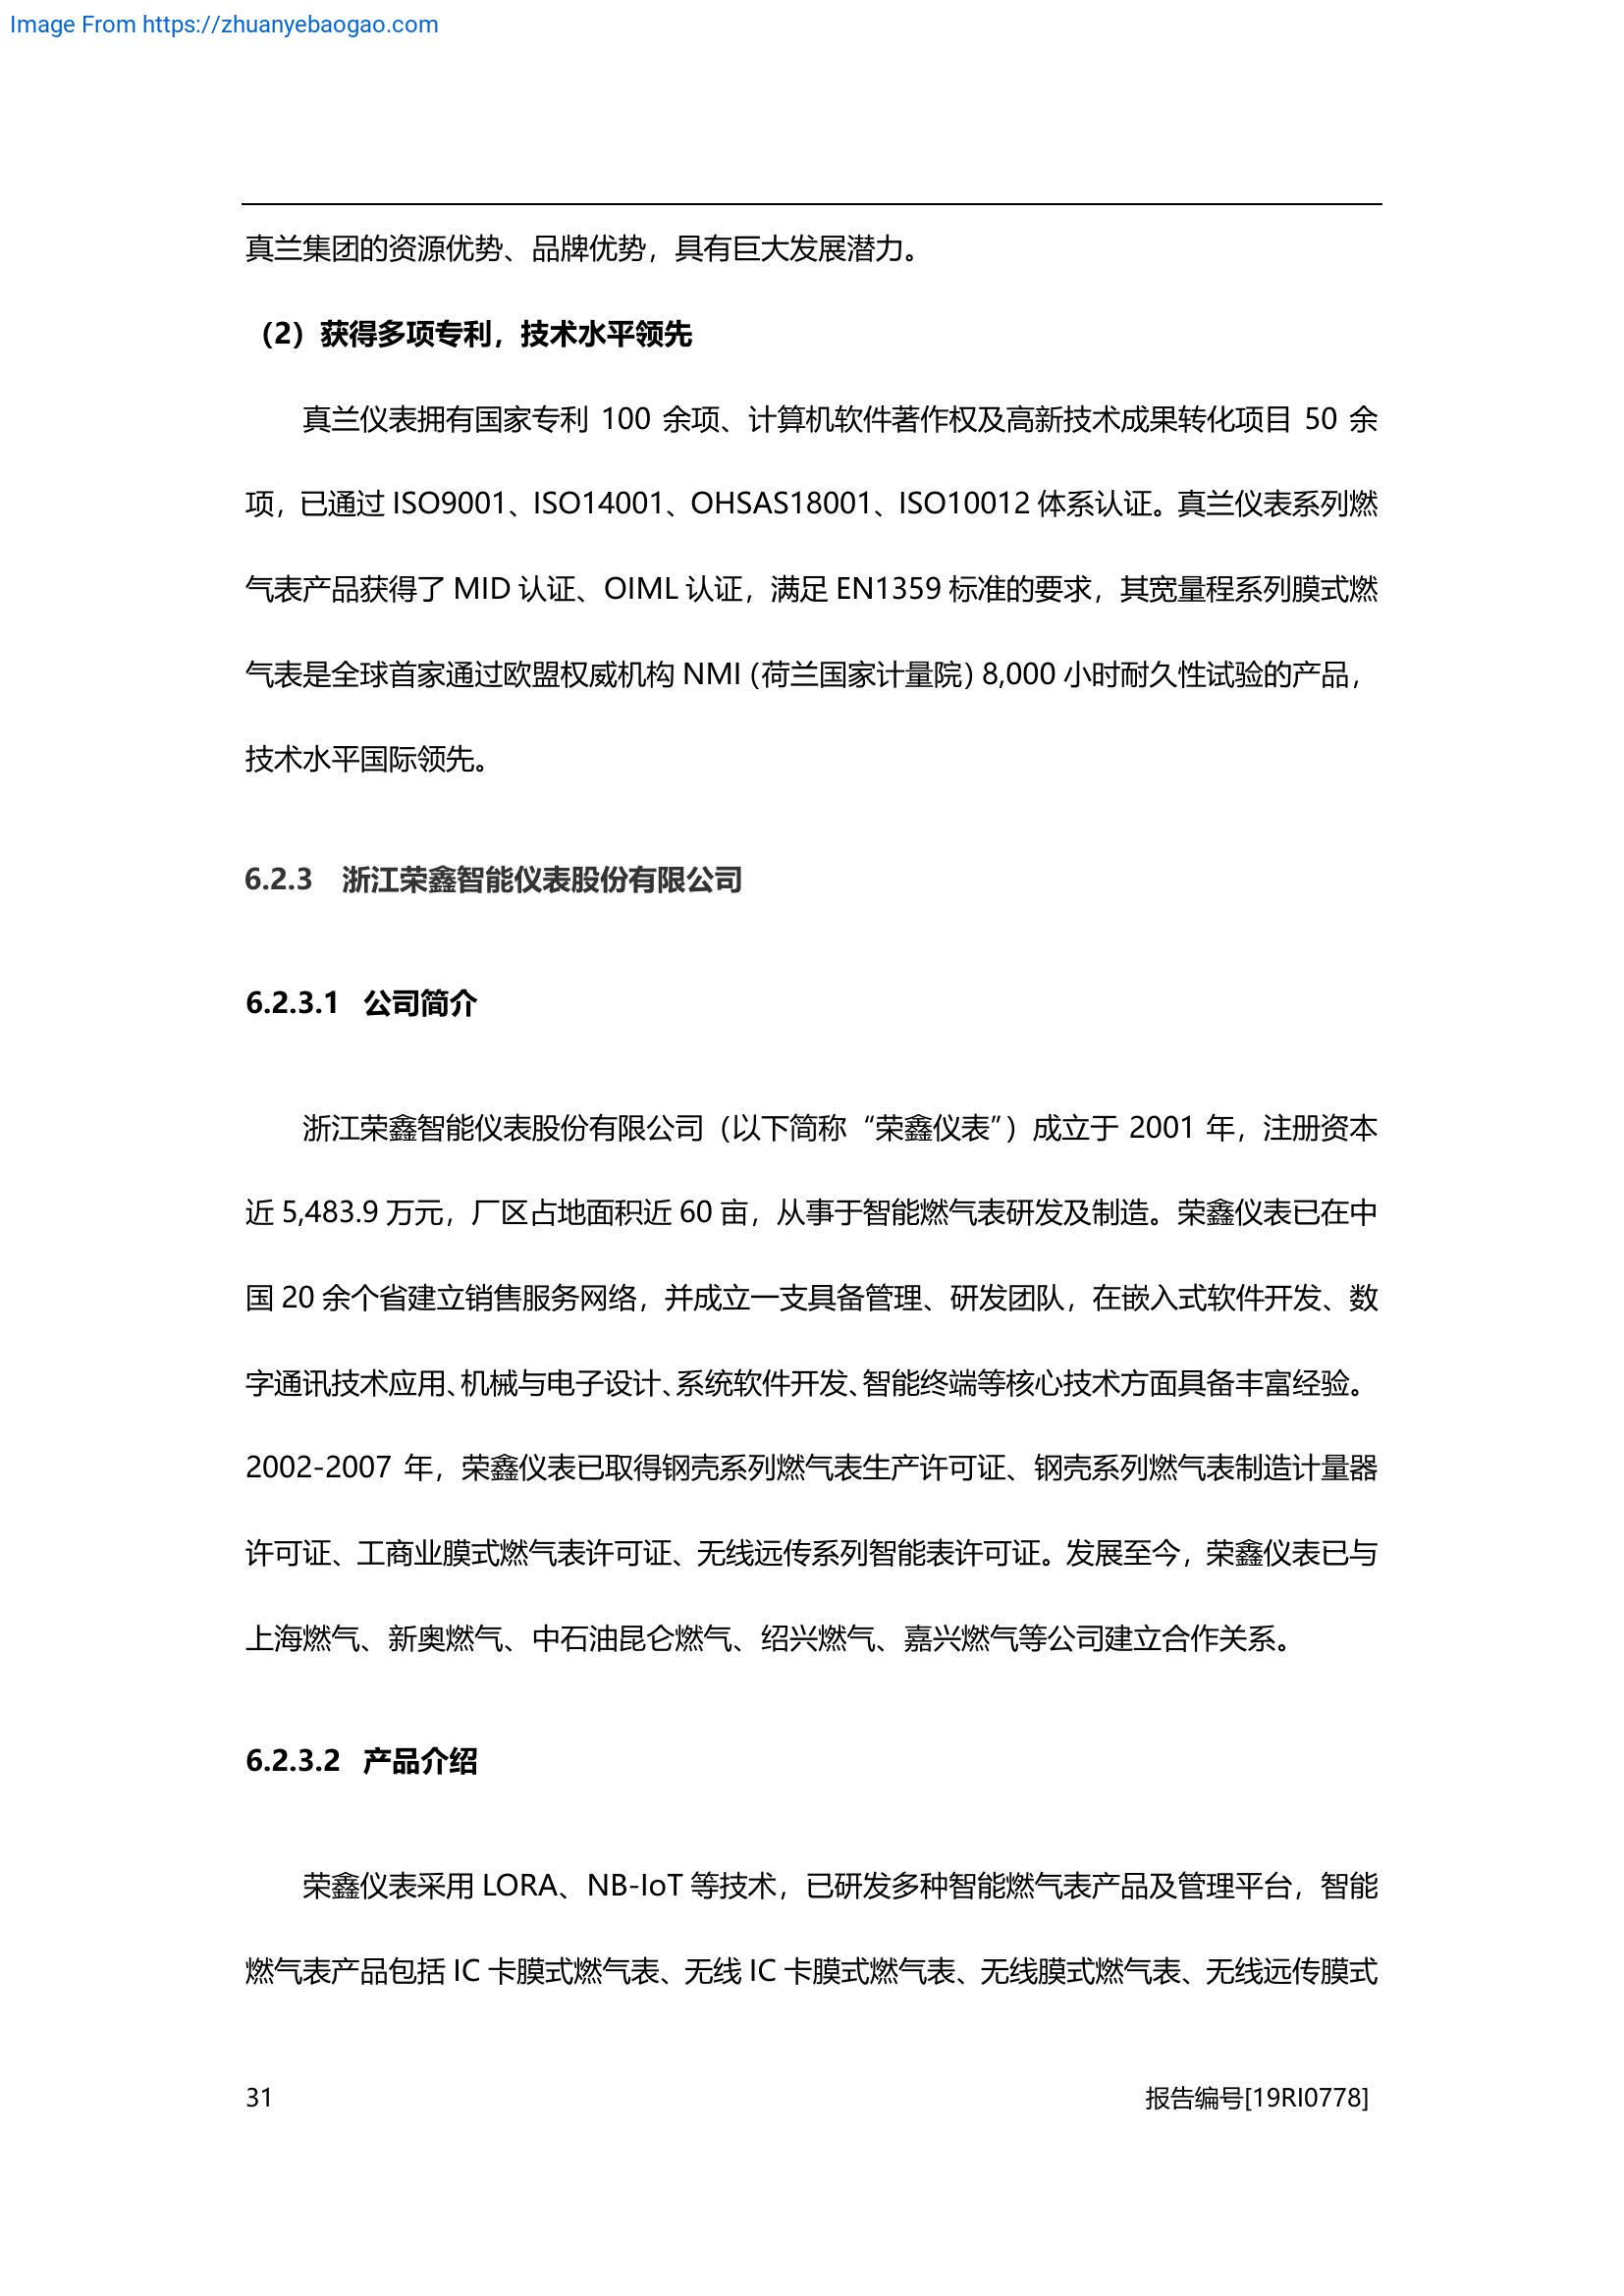 Image From https://zhuanyebaogao.com
真兰集团的资源优势、品牌优势，具有巨大发展潜力。
（2）获得多项专利，技术水平领先
真兰仪表拥有国家专利 100 余项、计算机软件著作权及高新技术成果转化项目 50 余
项，已通过 ISO9001、ISO14001、OHSAS18001、ISO10012 体系认证。真兰仪表系列燃
气表产品获得了 MID 认证、OIML 认证，满足 EN1359 标准的要求，其宽量程系列膜式燃
气表是全球首家通过欧盟权威机构 NMI（荷兰国家计量院）8,000 小时耐久性试验的产品，
技术水平国际领先。
6.2.3 浙江荣鑫智能仪表股份有限公司
6.2.3.1 公司简介
浙江荣鑫智能仪表股份有限公司（以下简称“荣鑫仪表”）成立于 2001 年，注册资本
近 5,483.9 万元，厂区占地面积近 60 亩，从事于智能燃气表研发及制造。荣鑫仪表已在中
国 20 余个省建立销售服务网络，并成立一支具备管理、研发团队，在嵌入式软件开发、数
字通讯技术应用、机械与电子设计、系统软件开发、智能终端等核心技术方面具备丰富经验。
2002-2007 年，荣鑫仪表已取得钢壳系列燃气表生产许可证、钢壳系列燃气表制造计量器
许可证、工商业膜式燃气表许可证、无线远传系列智能表许可证。发展至今，荣鑫仪表已与
上海燃气、新奥燃气、中石油昆仑燃气、绍兴燃气、嘉兴燃气等公司建立合作关系。
6.2.3.2 产品介绍
荣鑫仪表采用 LORA、NB-IoT 等技术，已研发多种智能燃气表产品及管理平台，智能
燃气表产品包括 IC 卡膜式燃气表、无线 IC 卡膜式燃气表、无线膜式燃气表、无线远传膜式
31 报告编号[19RI0778]